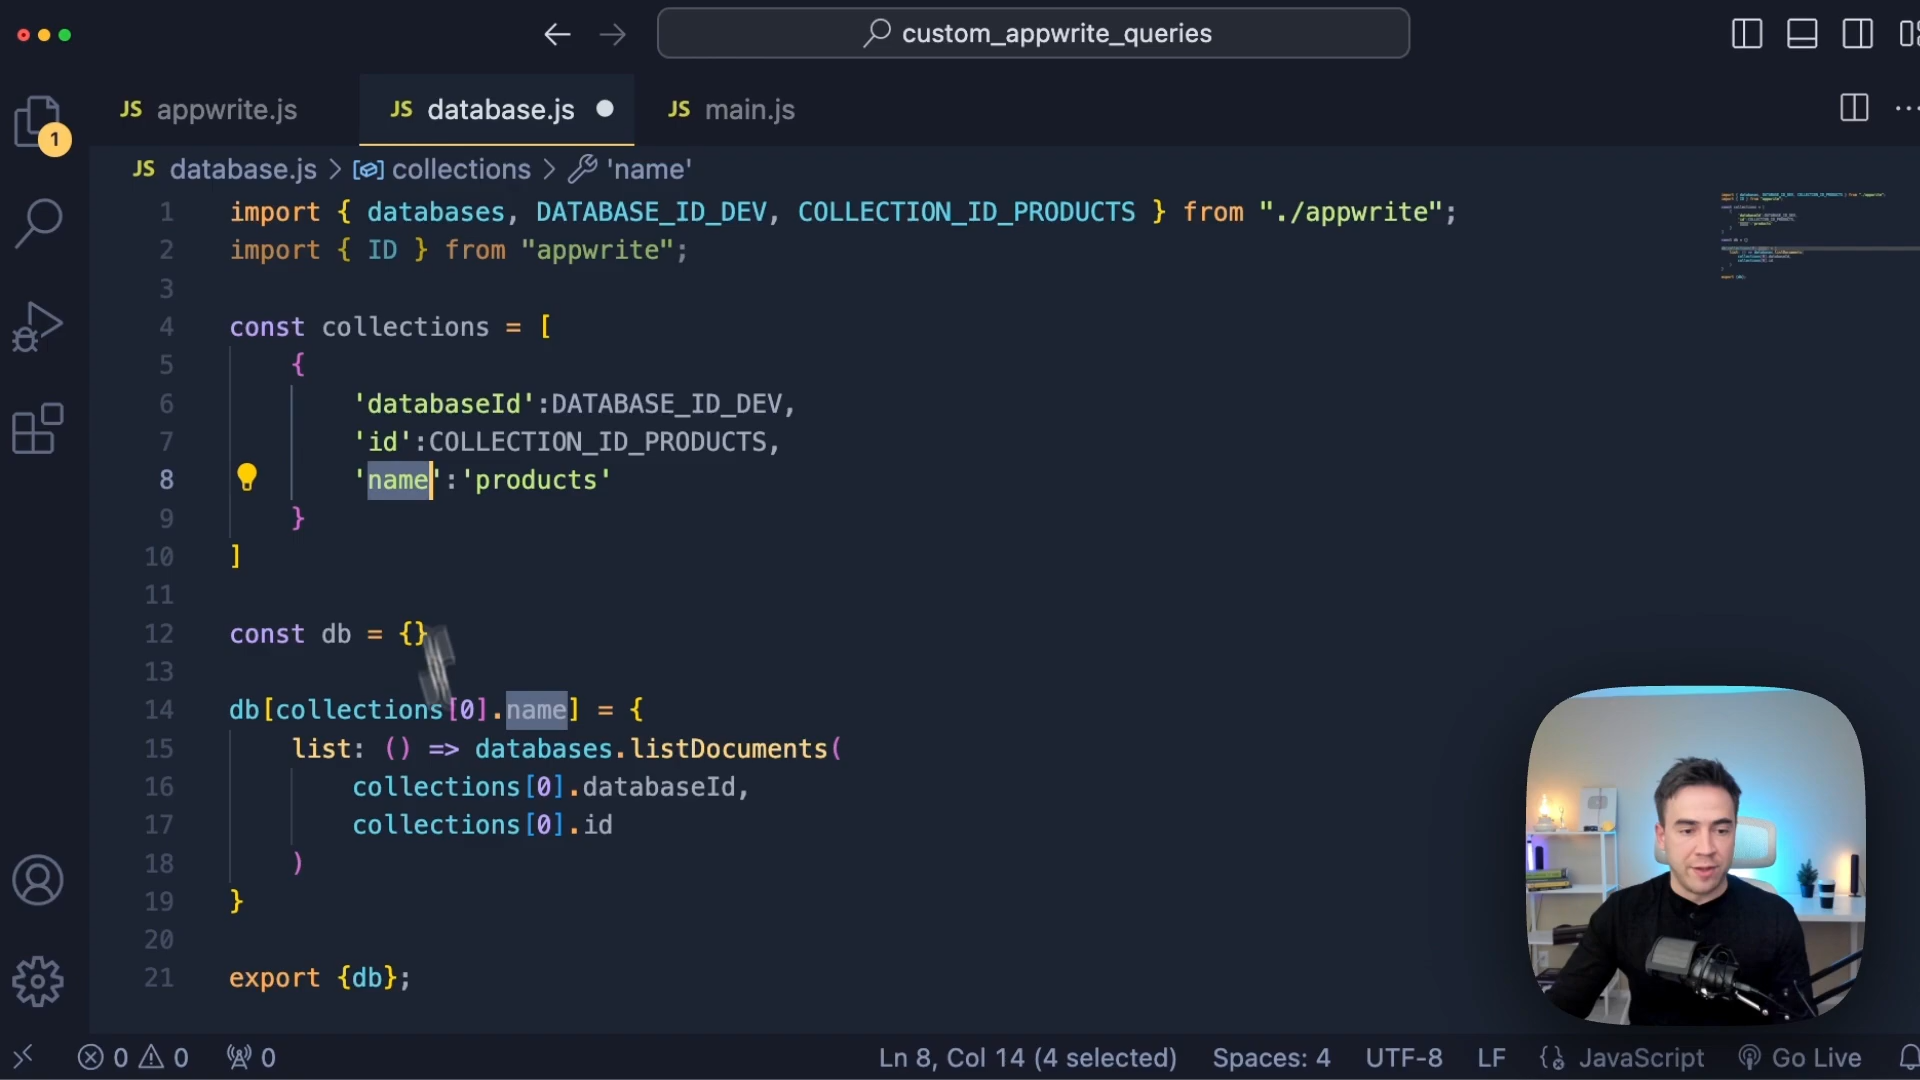 custom_appwrite_queries
JS appwrite.js
JS database.js
JS main.js
1
JS database.js > collections > 'name'
1 import { databases, DATABASE_ID_DEV, COLLECTION_ID_PRODUCTS } from "./appwrite";
2 import { ID } from "appwrite";
3
4 const collections = [
5 {
6 'databaseId':DATABASE_ID_DEV,
7 'id':COLLECTION_ID_PRODUCTS,
8 'name':'products'
9 }
10 ]
11
12 const db = {}
13
14 db[collections[0].name] = {
15 list: () => databases.listDocuments(
16 collections[0].databaseId,
17 collections[0].id
18 )
19 }
20
21 export {db};
0 0 0 Ln 8, Col 14 (4 selected) Spaces: 4 UTF-8 LF JavaScript Go Live